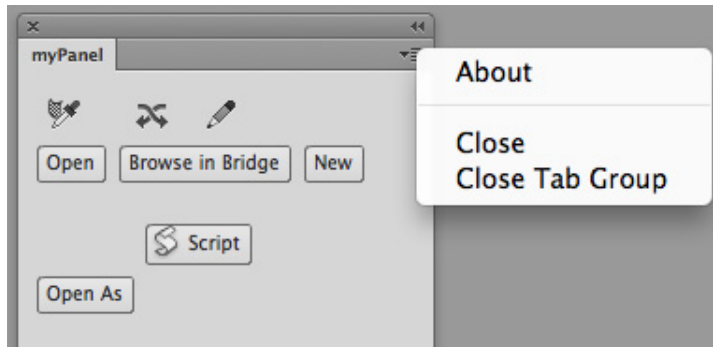 myPanel
About
Close
Close Tab Group
Open Browse in Bridge New
Script
Open As